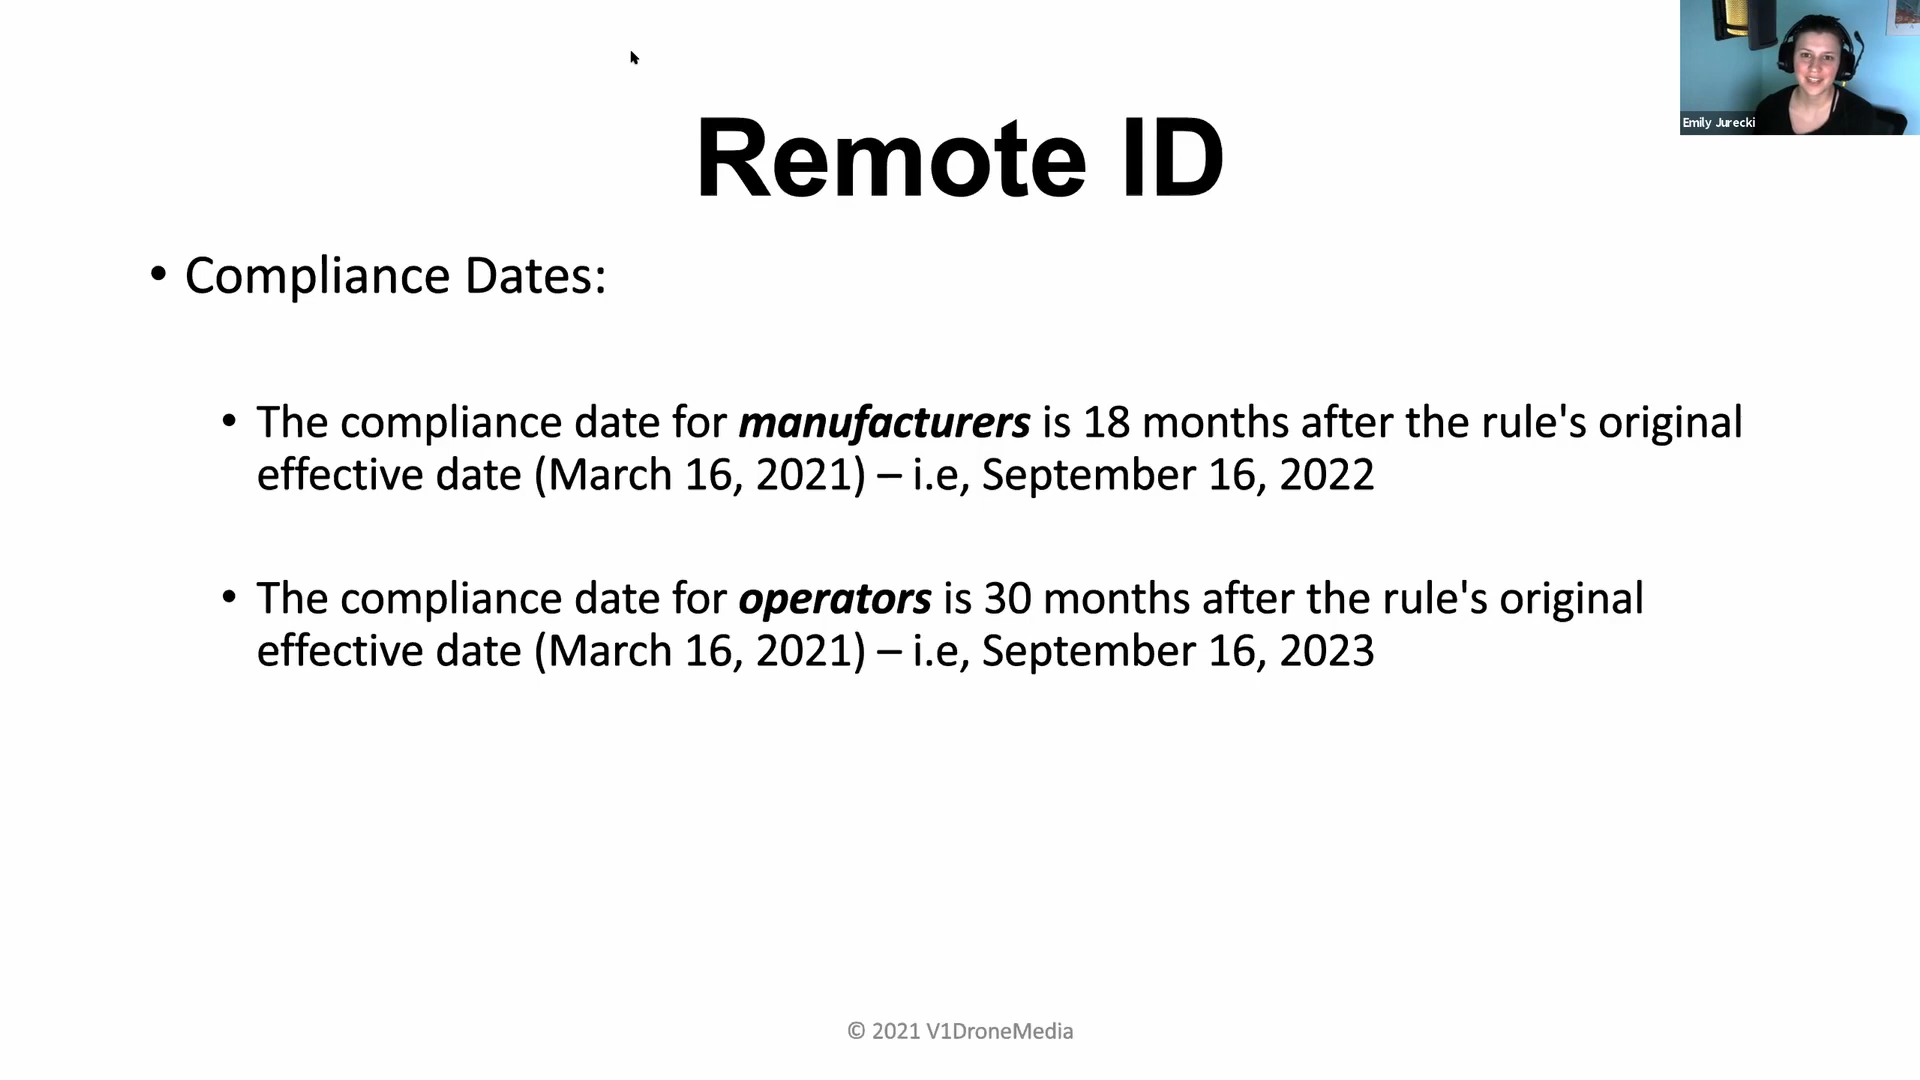 Emily Jurecki
Remote ID
• Compliance Dates:
• The compliance date for manufacturers is 18 months after the rule's original
effective date (March 16, 2021) – i.e, September 16, 2022
• The compliance date for operators is 30 months after the rule's original
effective date (March 16, 2021) – i.e, September 16, 2023
© 2021 V1DroneMedia